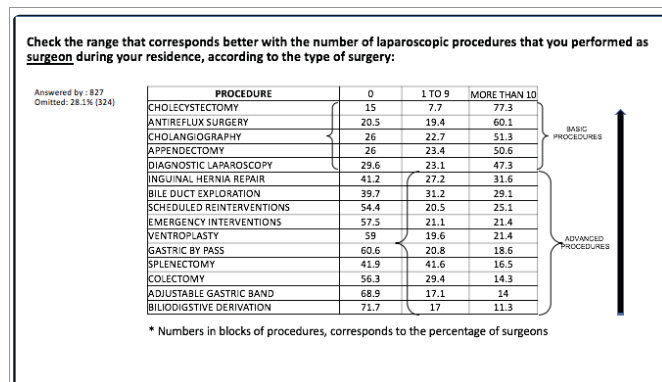 Check the range that corresponds better with the number of laparoscopic procedures that you performed as
surgeon during your residence, according to the type of surgery:
Answered by : 827
Omitted: 28.1% (324)
PROCEDURE 0 1 TO 9 MORE THAN 10
CHOLECYSTECTOMY 15 7.7 77.3
ANTIREFLUX SURGERY 20.5 19.4 60.1
CHOLANGIOGRAPHY 26 22.7 51.3
APPENDECTOMY 26 23.4 50.6
DIAGNOSTIC LAPAROSCOPY 29.6 23.1 47.3
BASIC
PROCEDURES
INGUINAL HERNIA REPAIR 41.2 27.2 31.6
BILE DUCT EXPLORATION 39.7 31.2 29.1
SCHEDULED REINTERVENTIONS 54.4 20.5 25.1
EMERGENCY INTERVENTIONS 57.5 21.1 21.4
VENTROPLASTY 59 19.6 21.4
GASTRIC BY PASS 60.6 20.8 18.6
SPLENECTOMY 41.9 41.6 16.5
COLECTOMY 56.3 29.4 14.3
ADJUSTABLE GASTRIC BAND 68.9 17.1 14
BILIODIGSTIVE DERIVATION 71.7 17 11.3
ADVANCED
PROCEDURES
* Numbers in blocks of procedures, corresponds to the percentage of surgeons